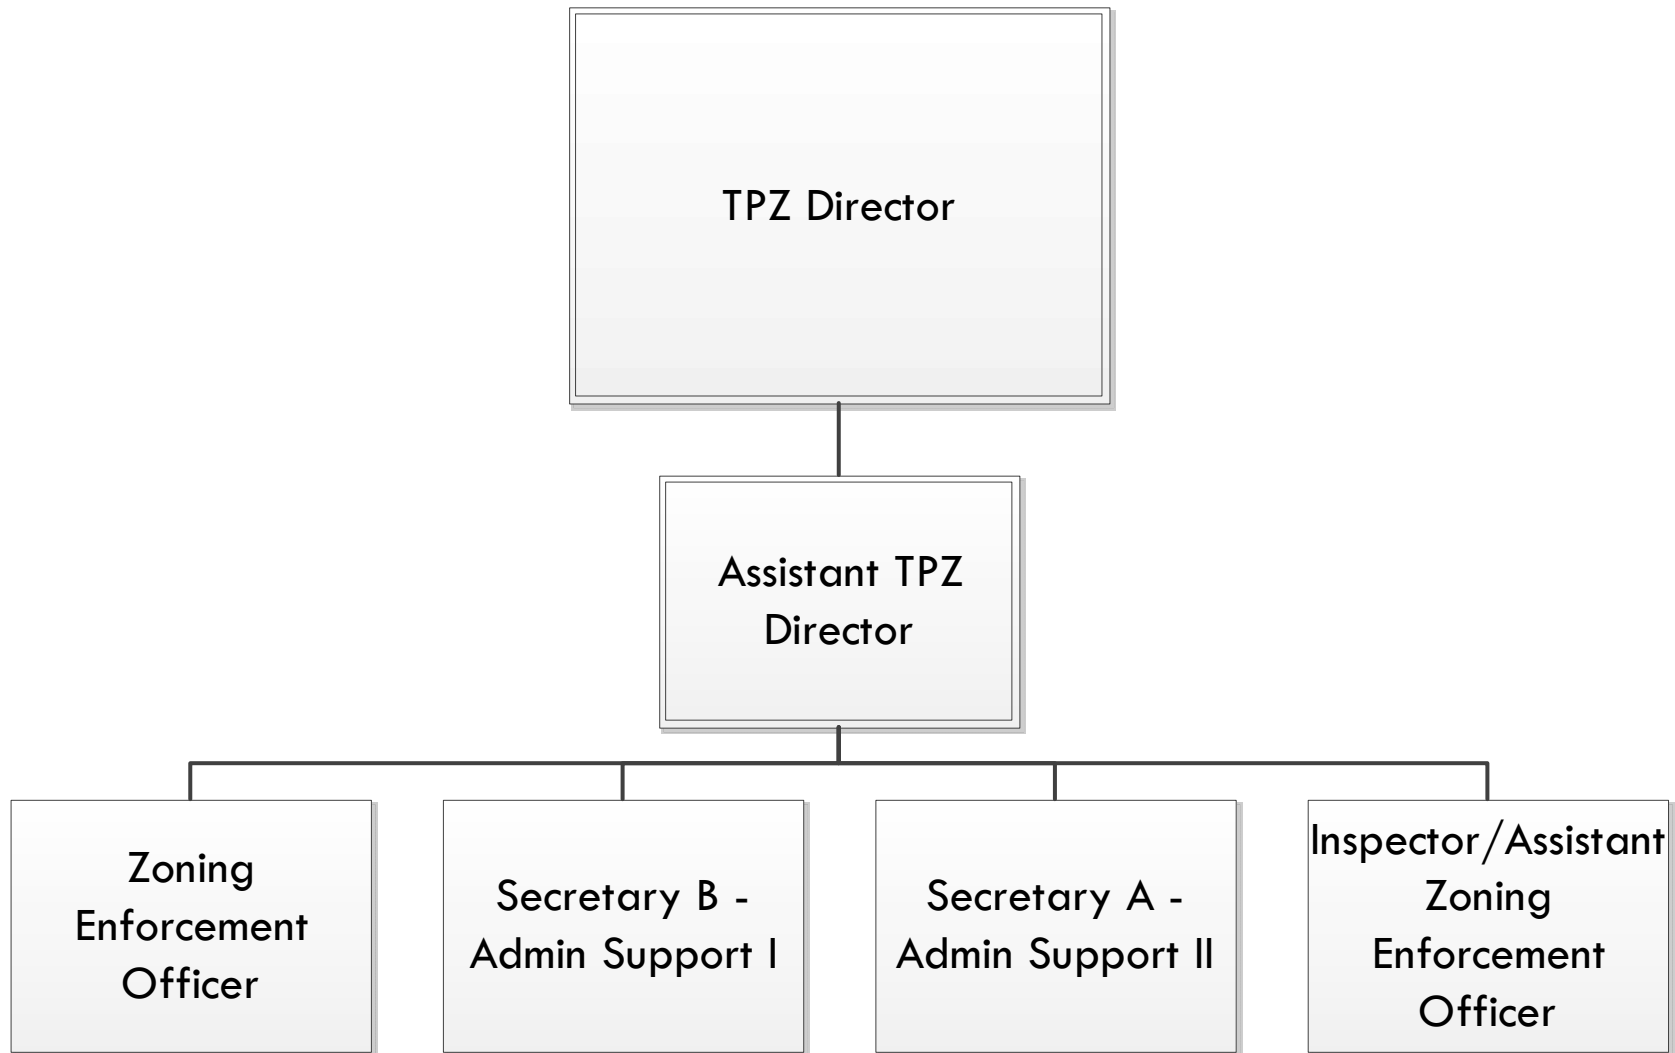 TPZ Director
Assistant TPZ
Director
Zoning
Enforcement
Officer
Secretary B -
Admin Support I
Secretary A -
Admin Support II
Inspector/Assistant
Zoning
Enforcement
Officer